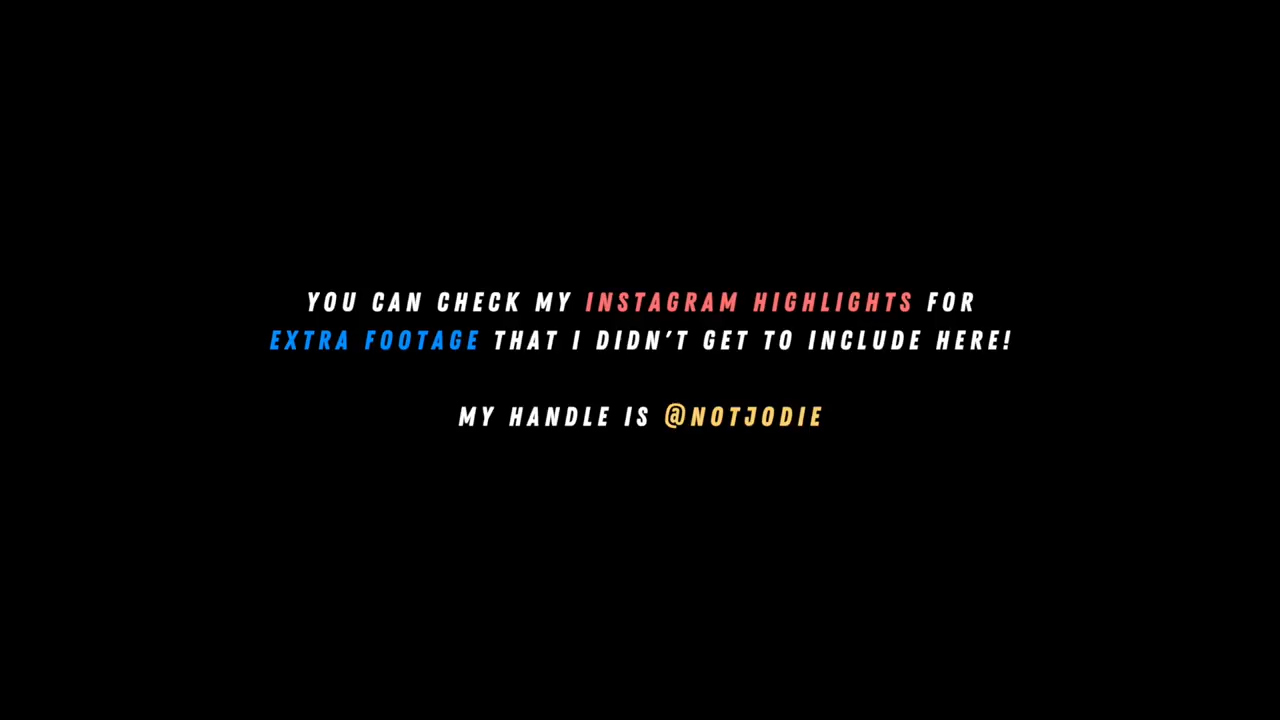 YOU CAN CHECK MY INSTAGRAM HIGHLIGHTS FOR
EXTRA FOOTAGE THAT I DIDN'T GET TO INCLUDE HERE!
MY HANDLE IS @NOTJODIE